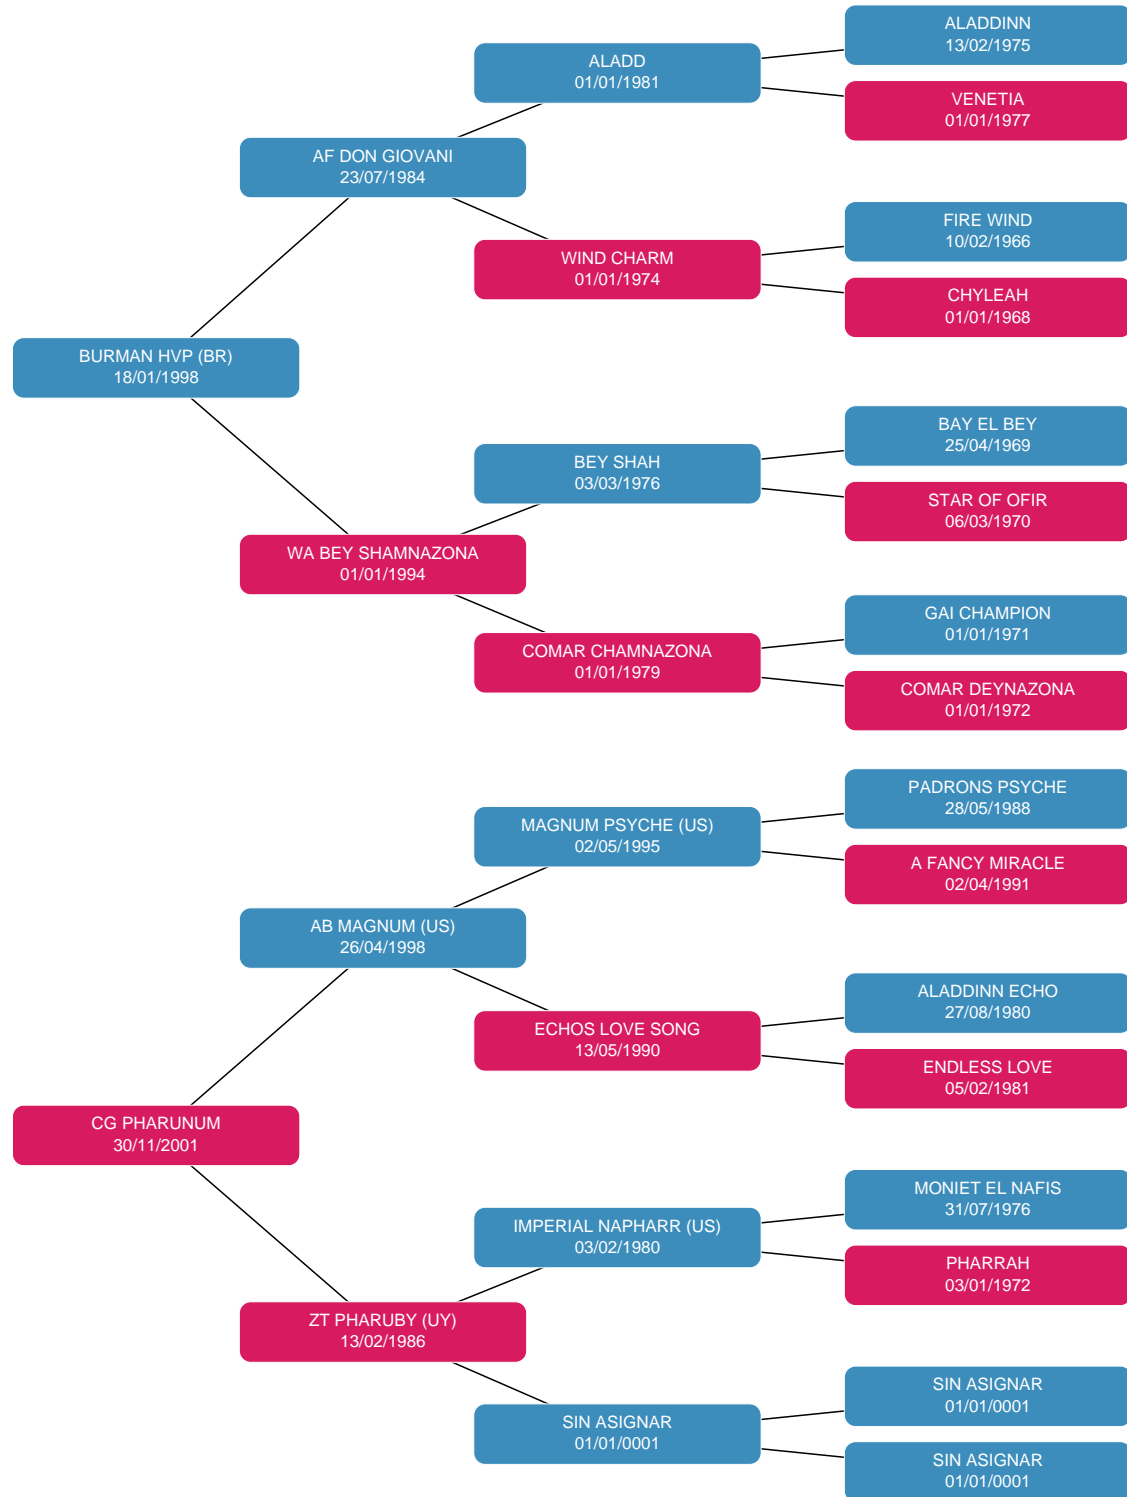 ALADDINN
13/02/1975
ALADD
01/01/1981
VENETIA
01/01/1977
AF DON GIOVANI
23/07/1984
FIRE WIND
10/02/1966
WIND CHARM
01/01/1974
CHYLEAH
01/01/1968
BURMAN HVP (BR)
18/01/1998
BAY EL BEY
25/04/1969
BEY SHAH
03/03/1976
STAR OF OFIR
06/03/1970
WA BEY SHAMNAZONA
01/01/1994
GAI CHAMPION
01/01/1971
COMAR CHAMNAZONA
01/01/1979
COMAR DEYNAZONA
01/01/1972
PADRONS PSYCHE
28/05/1988
MAGNUM PSYCHE (US)
02/05/1995
A FANCY MIRACLE
02/04/1991
AB MAGNUM (US)
26/04/1998
ALADDINN ECHO
27/08/1980
ECHOS LOVE SONG
13/05/1990
ENDLESS LOVE
05/02/1981
CG PHARUNUM
30/11/2001
MONIET EL NAFIS
31/07/1976
IMPERIAL NAPHARR (US)
03/02/1980
PHARRAH
03/01/1972
ZT PHARUBY (UY)
13/02/1986
SIN ASIGNAR
01/01/0001
SIN ASIGNAR
01/01/0001
SIN ASIGNAR
01/01/0001